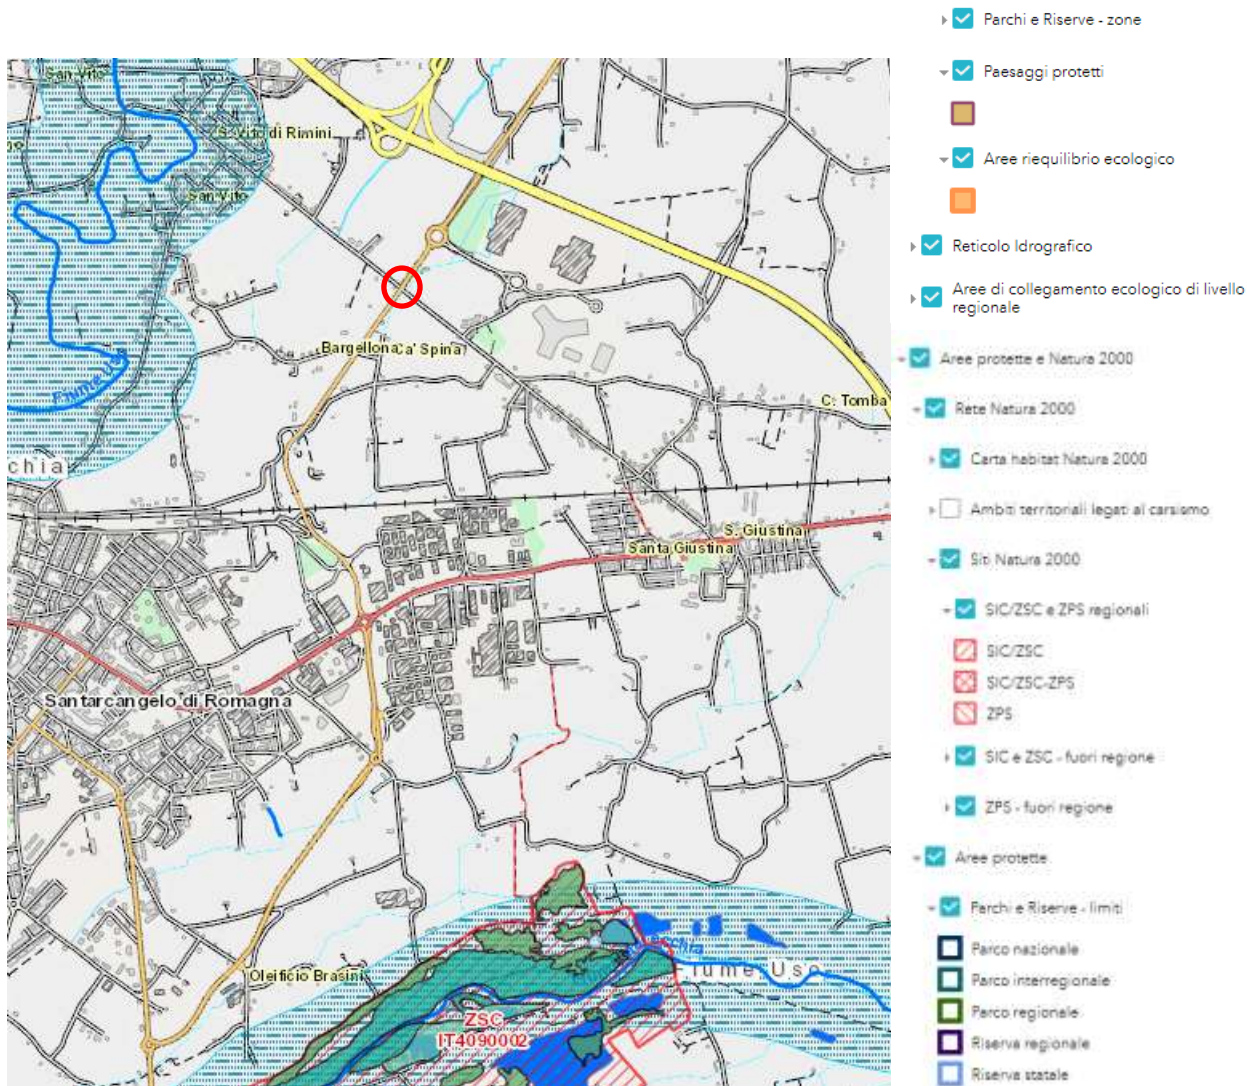 San Vito
S. Vito di Rimini
San Vito
Bargellona
Ca' Spina
Fiume Uso
C: Tomba
chia
S. Giustina
Santa Giustina
Santarcangelo di Romagna
Oleificio Brasini
Fiume Uso
ZSC
IT4090002
Parchi e Riserve - zone
Paesaggi protetti
Aree riequilibrio ecologico
Reticolo Idrografico
Aree di collegamento ecologico di livello
regionale
Aree protette e Natura 2000
Rete Natura 2000
Carta habitat Natura 2000
Ambiti territoriali legati al carsismo
Siti Natura 2000
SIC/ZSC e ZPS regionali
SIC/ZSC
SIC/ZSC-ZPS
ZPS
SIC e ZSC - fuori regione
ZPS - fuori regione
Aree protette
Parchi e Riserve - limiti
Parco nazionale
Parco interregionale
Parco regionale
Riserva regionale
Riserva statale